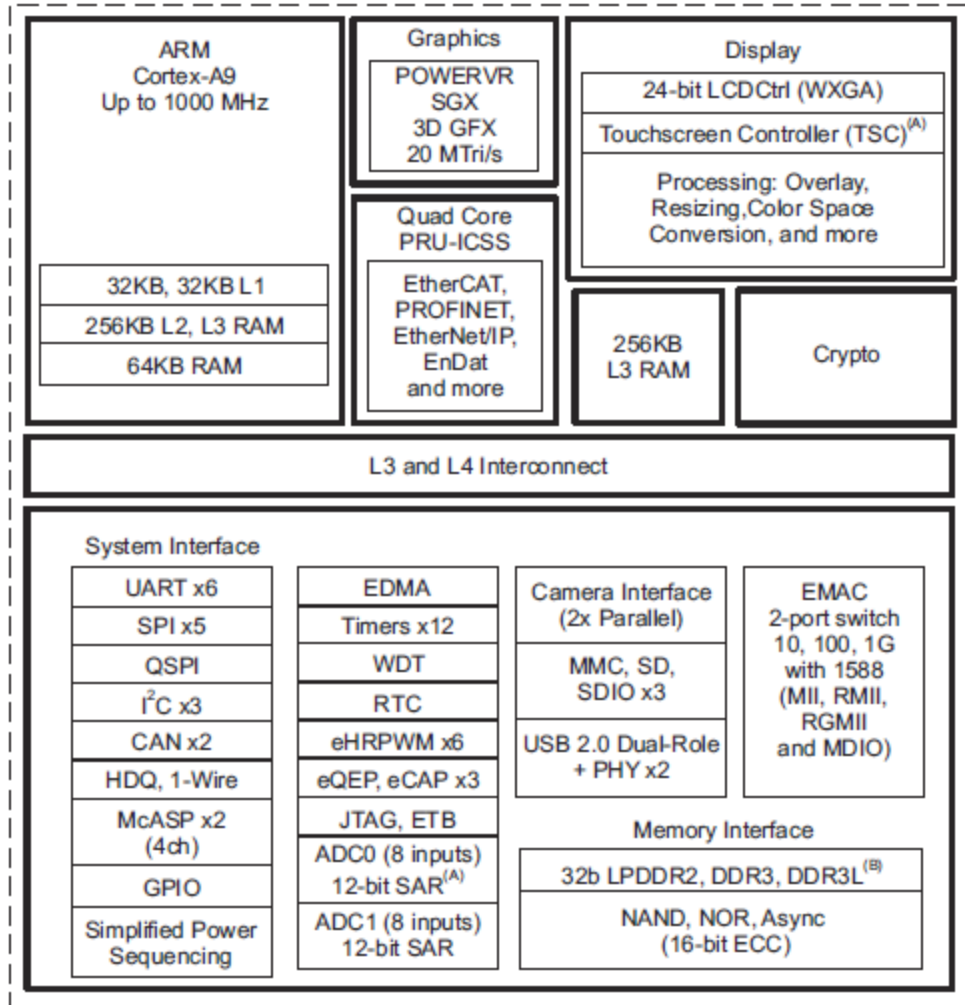 ARM
Cortex-A9
Up to 1000 MHz
32KB, 32KB L1
256KB L2, L3 RAM
64KB RAM
Graphics
POWERVR
SGX
3D GFX
20 MTri/s
Quad Core
PRU-ICSS
EtherCAT,
PROFINET,
EtherNet/IP,
EnDat
and more
Display
24-bit LCDCtrl (WXGA)
Touchscreen Controller (TSC)(A)
Processing: Overlay,
Resizing,Color Space
Conversion, and more
256KB
L3 RAM
Crypto
L3 and L4 Interconnect
System Interface
UART x6
SPI x5
QSPI
I²C x3
CAN x2
HDQ, 1-Wire
McASP x2
(4ch)
GPIO
Simplified Power
Sequencing
EDMA
Timers x12
WDT
RTC
eHRPWM x6
eQEP, eCAP x3
JTAG, ETB
ADC0 (8 inputs)
12-bit SAR(A)
ADC1 (8 inputs)
12-bit SAR
Camera Interface
(2x Parallel)
MMC, SD,
SDIO x3
USB 2.0 Dual-Role
+ PHY x2
EMAC
2-port switch
10, 100, 1G
with 1588
(MII, RMII,
RGMII
and MDIO)
Memory Interface
32b LPDDR2, DDR3, DDR3L(B)
NAND, NOR, Async
(16-bit ECC)